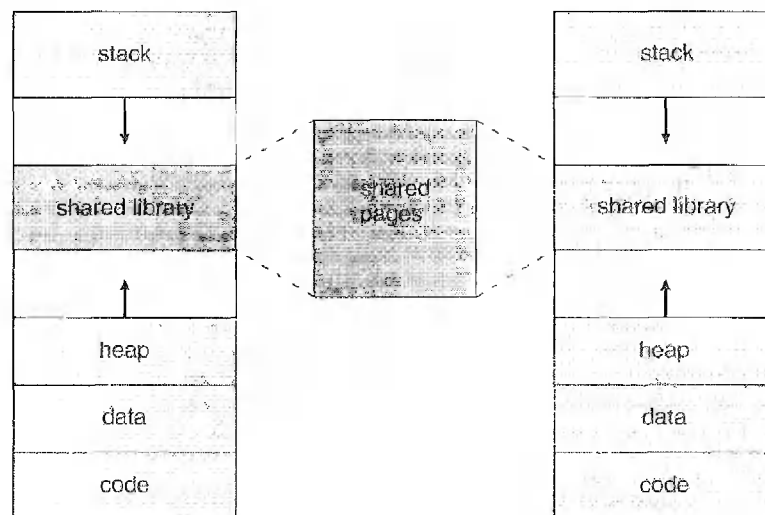 stack
shared library
heap
data
code
shared
pages
stack
shared library
heap
data
code